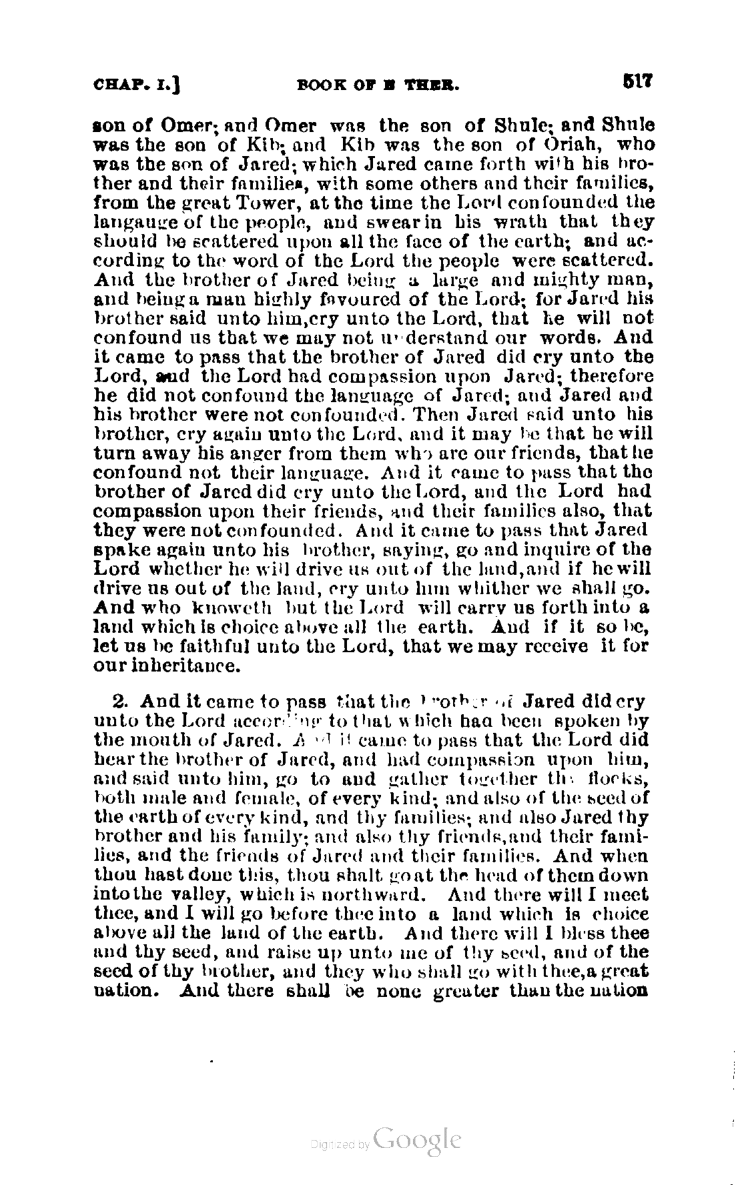 CHAP. I.] BOOK OF E THER. 517
son of Omer; and Omer was the son of Shule; and Shule
was the son of Kib; and Kib was the son of Oriah, who
was the son of Jared; which Jared came forth with his bro-
ther and their families, with some others and their families,
from the great Tower, at the time the Lord confounded the
langauge of the people, and swear in his wrath that they
should be scattered upon all the face of the earth; and ac-
cording to the word of the Lord the people were scattered.
And the brother of Jared being a large and mighty man,
and being a man highly favoured of the Lord; for Jared his
brother said unto him,cry unto the Lord, that he will not
confound us that we may not understand our words. And
it came to pass that the brother of Jared did cry unto the
Lord, and the Lord had compassion upon Jared; therefore
he did not confound the language of Jared; and Jared and
his brother were not confounded. Then Jared said unto his
brother, cry again unto the Lord, and it may be that he will
turn away his anger from them who are our friends, that he
confound not their language. And it came to pass that the
brother of Jared did cry unto the Lord, and the Lord had
compassion upon their friends, and their families also, that
they were not confounded. And it came to pass that Jared
spake again unto his brother, saying, go and inquire of the
Lord whether he will drive us out of the land,and if he will
drive us out of the land, cry unto him whither we shall go.
And who knoweth but the Lord will carry us forth into a
land which is choice above all the earth. And if it so be,
let us be faithful unto the Lord, that we may receive it for
our inheritance.
2. And it came to pass that the brother of Jared did cry
unto the Lord according to that which had been spoken by
the mouth of Jared. And it came to pass that the Lord did
hear the brother of Jared, and had compassion upon him,
and said unto him, go to and gather together thy flocks,
both male and female, of every kind; and also of the seed of
the earth of every kind, and thy families; and also Jared thy
brother and his family; and also thy friends,and their fami-
lies, and the friends of Jared and their families. And when
thou hast done this, thou shalt go at the head of them down
into the valley, which is northward. And there will I meet
thee, and I will go before thee into a land which is choice
above all the land of the earth. And there will I bless thee
and thy seed, and raise up unto me of thy seed, and of the
seed of thy brother, and they who shall go with thee,a great
nation. And there shall be none greater than the nation
Digitized by Google